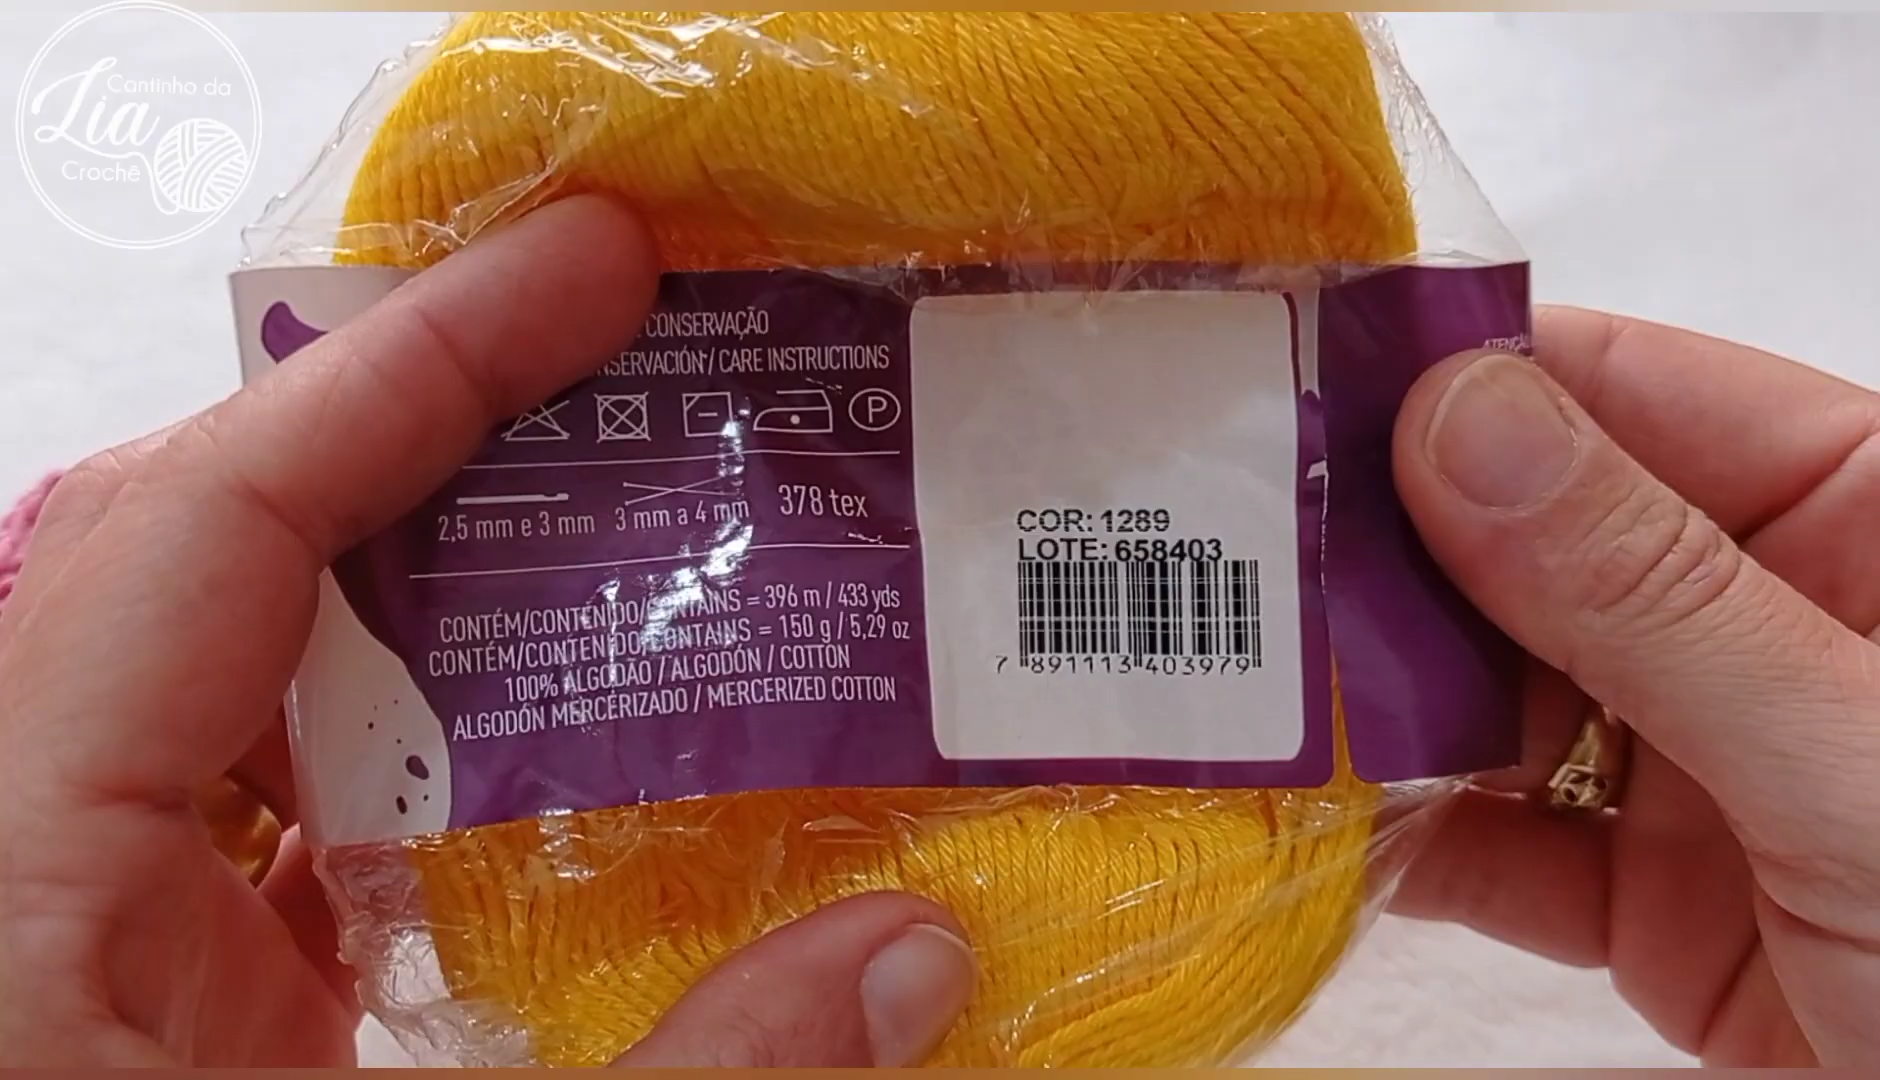 Cantinho da
Lia
Crochê
CONSERVAÇÃO
CONSERVACIÓN / CARE INSTRUCTIONS
P
2,5 mm e 3 mm 3 mm a 4 mm 378 tex
CONTÉM/CONTENIDO/CONTAINS = 396 m / 433 yds
CONTÉM/CONTENIDO/CONTAINS = 150 g / 5,29 oz
100% ALGODÃO / ALGODÓN / COTTON
ALGODÓN MERCERIZADO / MERCERIZED COTTON
COR: 1289
LOTE: 658403
7 891113 403979
ATENÇÃO